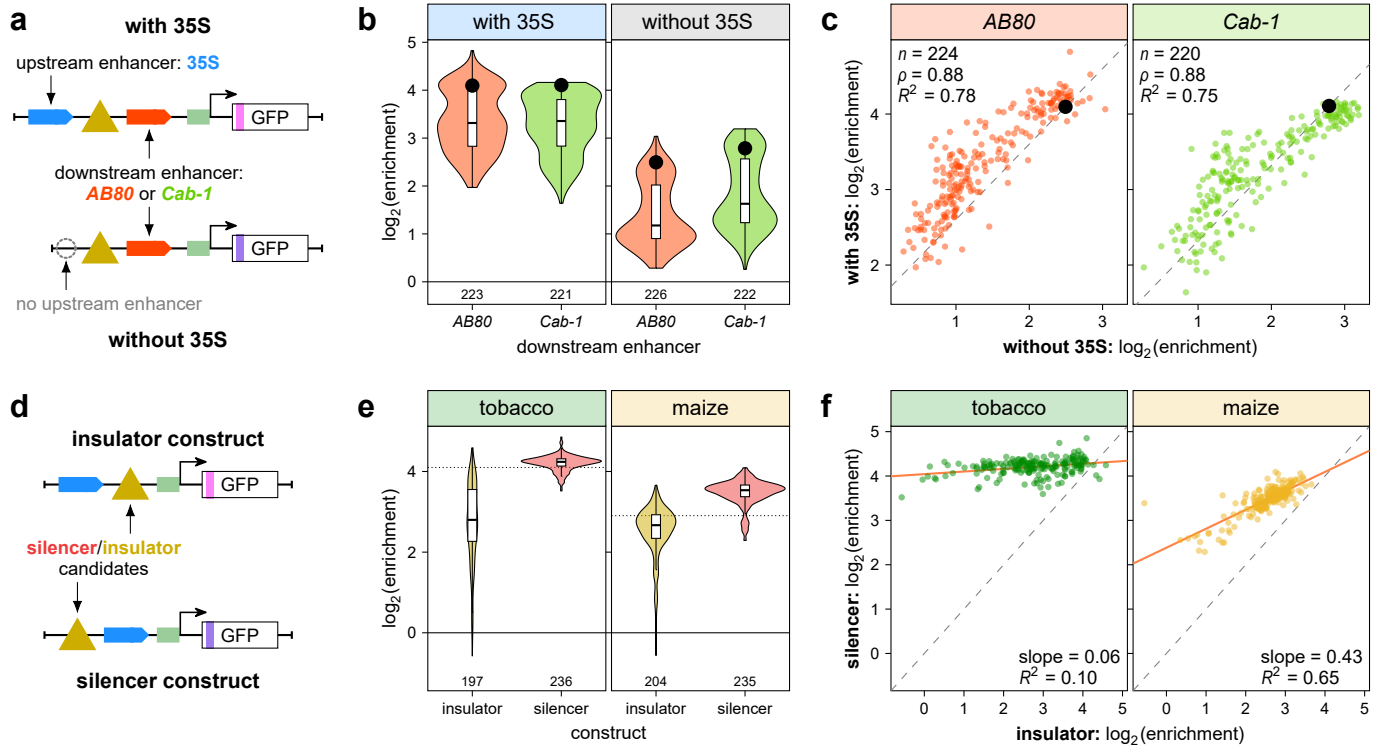 a
with 35S
upstream enhancer: 35S
GFP
downstream enhancer:
AB80 or Cab-1
GFP
no upstream enhancer
without 35S
b
with 35S
without 35S
log2(enrichment)
5
4
3
2
1
0
223
221
226
222
AB80
Cab-1
AB80
Cab-1
downstream enhancer
c
AB80
Cab-1
n = 224
ρ = 0.88
R² = 0.78
n = 220
ρ = 0.88
R² = 0.75
with 35S: log2(enrichment)
4
3
2
1
2
3
1
2
3
without 35S: log2(enrichment)
d
insulator construct
GFP
silencer/insulator
candidates
GFP
silencer construct
e
tobacco
maize
log2(enrichment)
4
2
0
197
236
204
235
insulator
silencer
insulator
silencer
construct
f
tobacco
maize
silencer: log2(enrichment)
5
4
3
2
1
0
slope = 0.06
R² = 0.10
slope = 0.43
R² = 0.65
0
1
2
3
4
5
0
1
2
3
4
5
insulator: log2(enrichment)